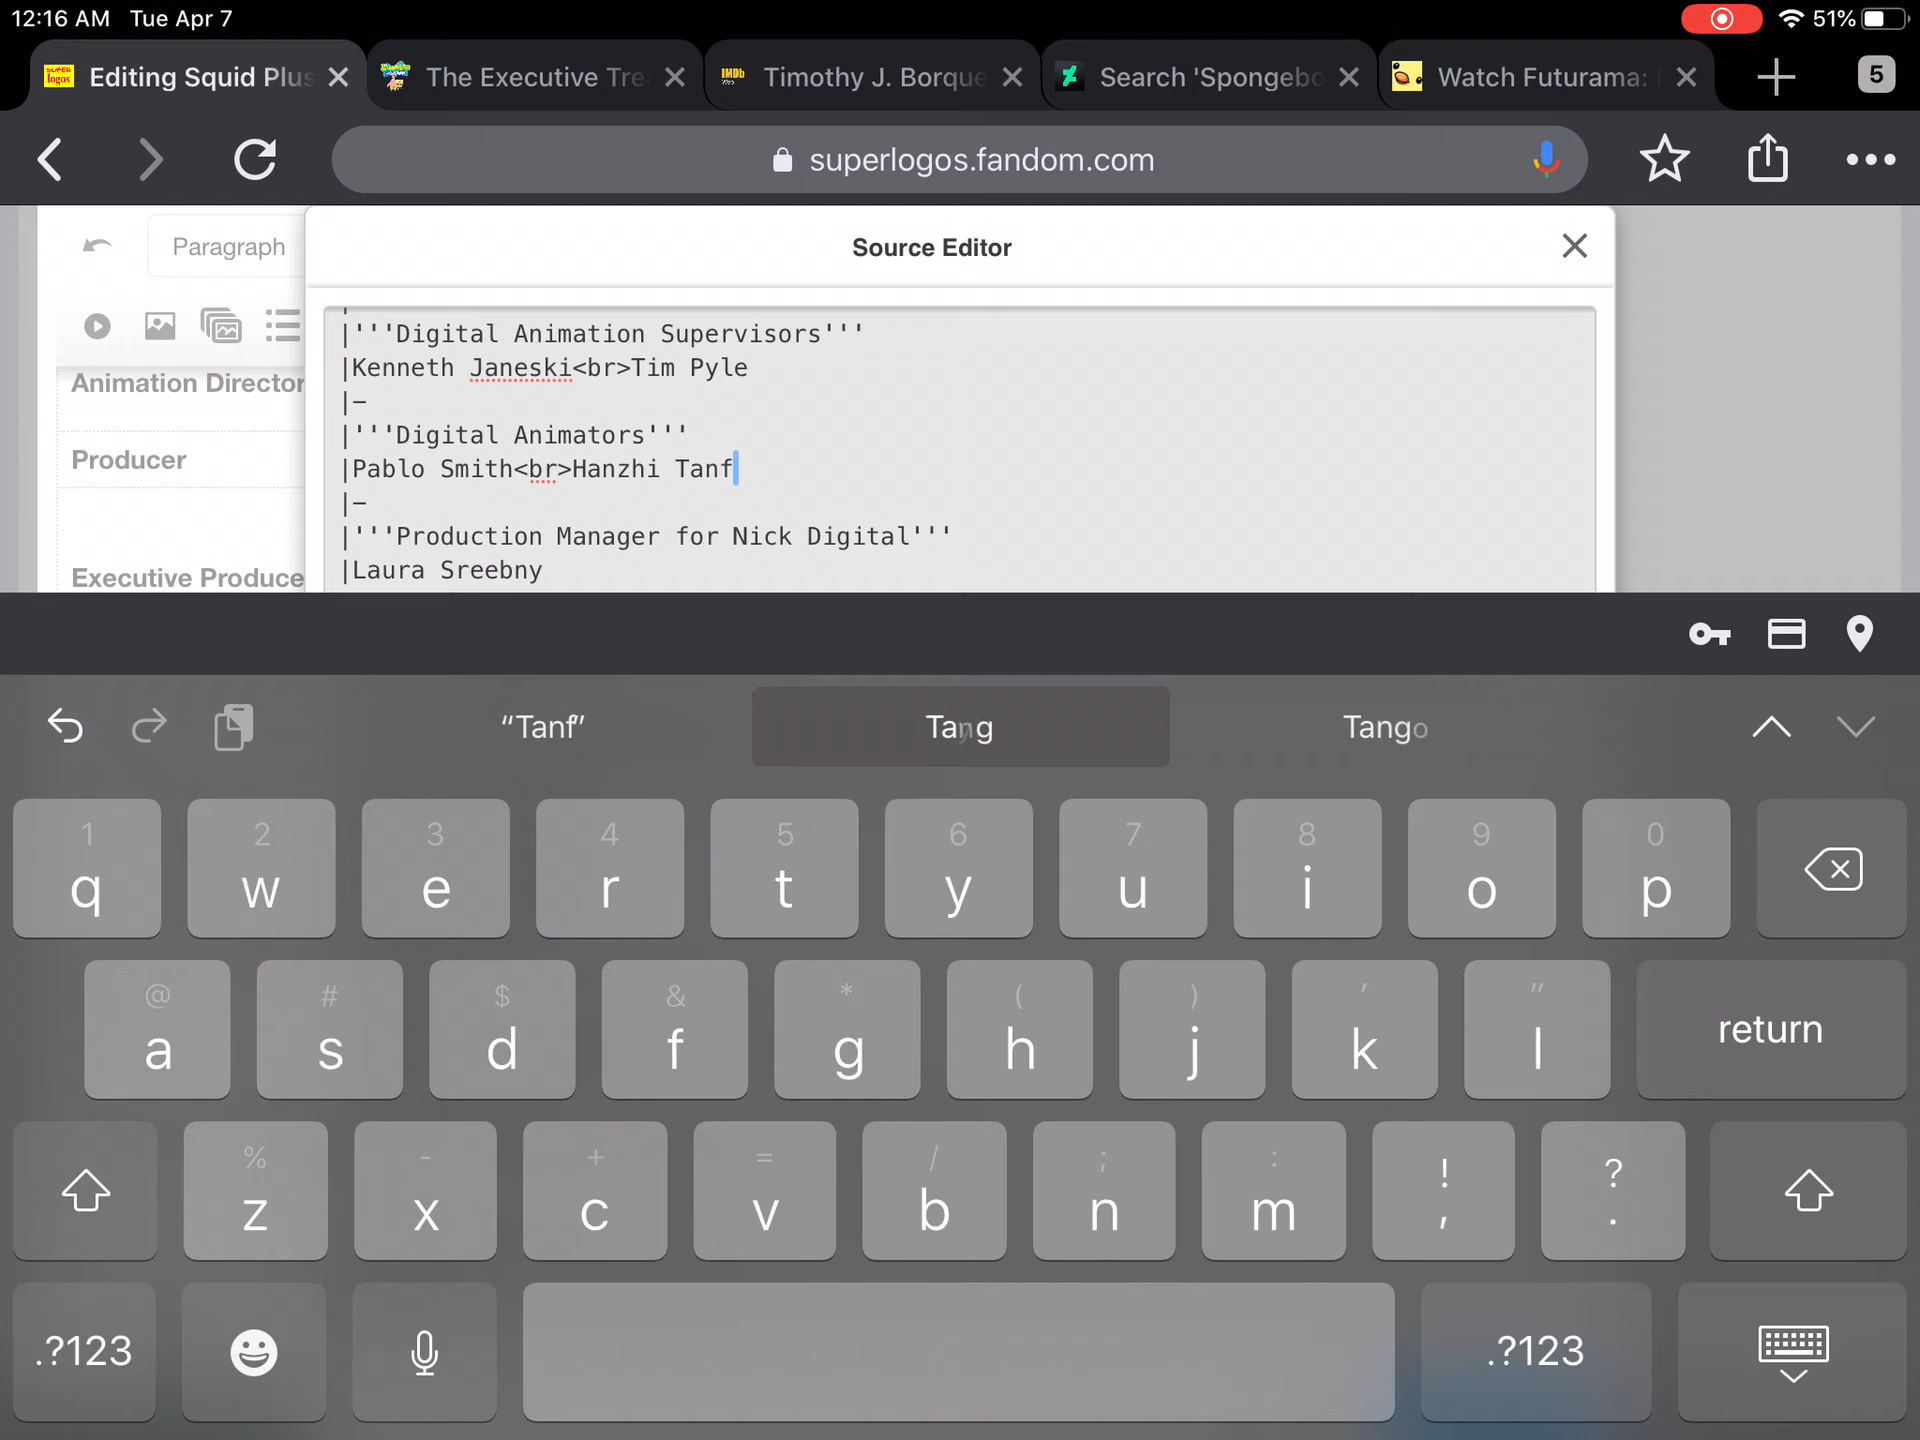 12:16 AM Tue Apr 7 51%
Editing Squid Plus The Executive Tre Timothy J. Borque Search 'Spongebo Watch Futurama: 5
superlogos.fandom.com
Paragraph
Source Editor
|'''Digital Animation Supervisors'''
|Kenneth Janeski<br>Tim Pyle
|-
|'''Digital Animators'''
|Pablo Smith<br>Hanzhi Tanf
|-
|'''Production Manager for Nick Digital'''
|Laura Sreebny
Animation Director
Producer
Executive Produce
“Tanf” Tang Tango
1 2 3 4 5 6 7 8 9 0
q w e r t y u i o p
@ # $ & * ( ) ' "
a s d f g h j k l return
% - + = / ; : ! ?
z x c v b n m , .
.?123 .?123